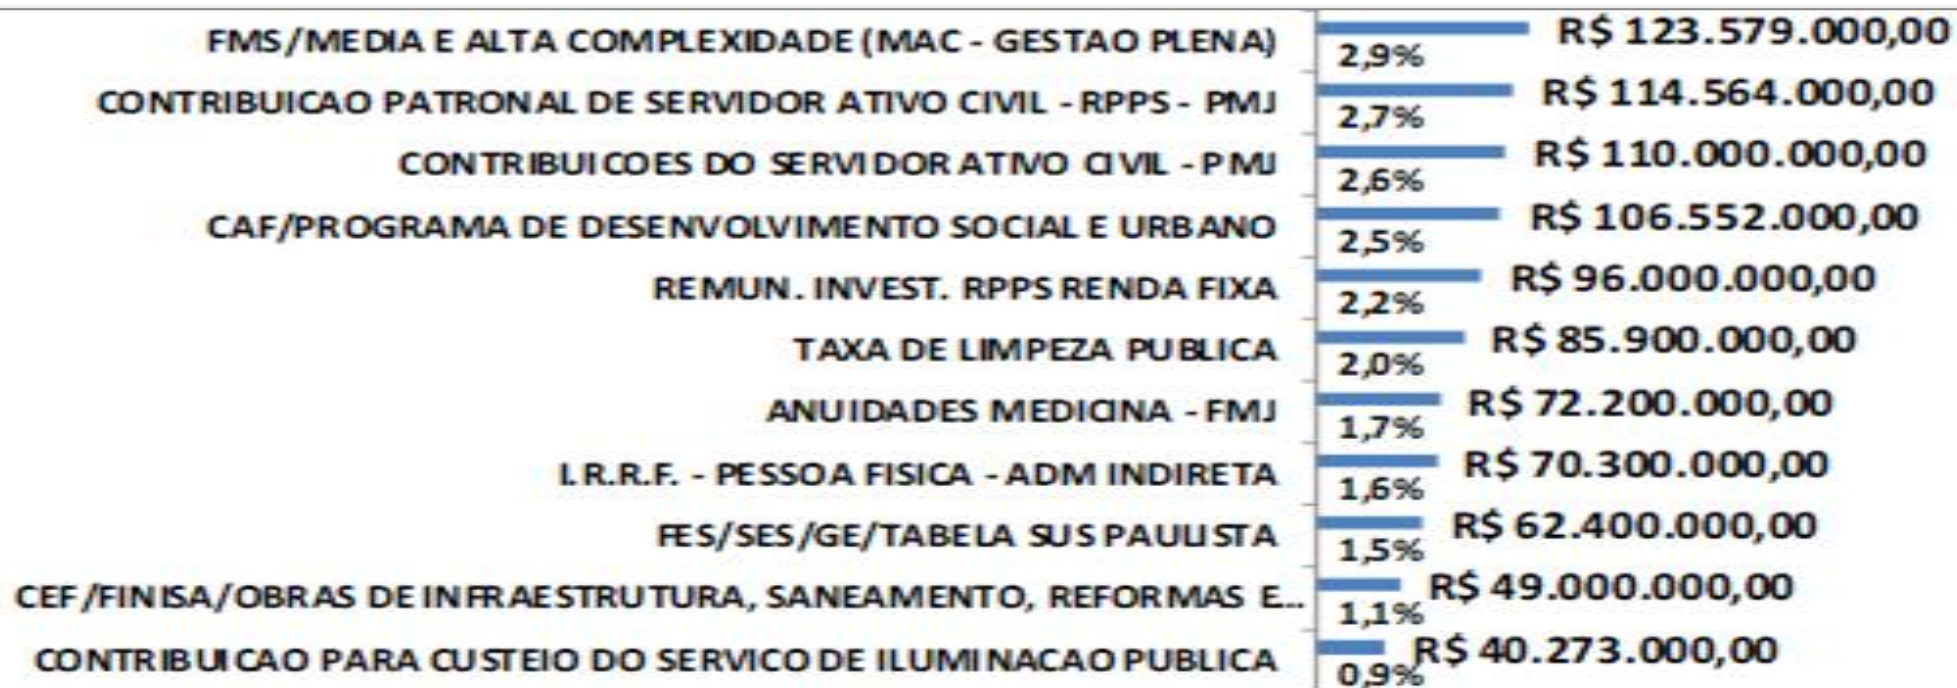 FMS/MEDIA E ALTA COMPLEXIDADE (MAC - GESTAO PLENA) R$ 123.579.000,00
2,9%
CONTRIBUICAO PATRONAL DE SERVIDOR ATIVO CIVIL - RPPS - PMJ R$ 114.564.000,00
2,7%
CONTRIBUICOES DO SERVIDOR ATIVO CIVIL - PMJ R$ 110.000.000,00
2,6%
CAF/PROGRAMA DE DESENVOLVIMENTO SOCIAL E URBANO R$ 106.552.000,00
2,5%
REMUN. INVEST. RPPS RENDA FIXA R$ 96.000.000,00
2,2%
TAXA DE LIMPEZA PUBLICA R$ 85.900.000,00
2,0%
ANUIDADES MEDICINA - FMJ R$ 72.200.000,00
1,7%
I.R.R.F. - PESSOA FISICA - ADM INDIRETA R$ 70.300.000,00
1,6%
FES/SES/GE/TABELA SUS PAULISTA R$ 62.400.000,00
1,5%
CEF/FINISA/OBRAS DE INFRAESTRUTURA, SANEAMENTO, REFORMAS E... R$ 49.000.000,00
1,1%
CONTRIBUICAO PARA CUSTEIO DO SERVICO DE ILUMINACAO PUBLICA R$ 40.273.000,00
0,9%